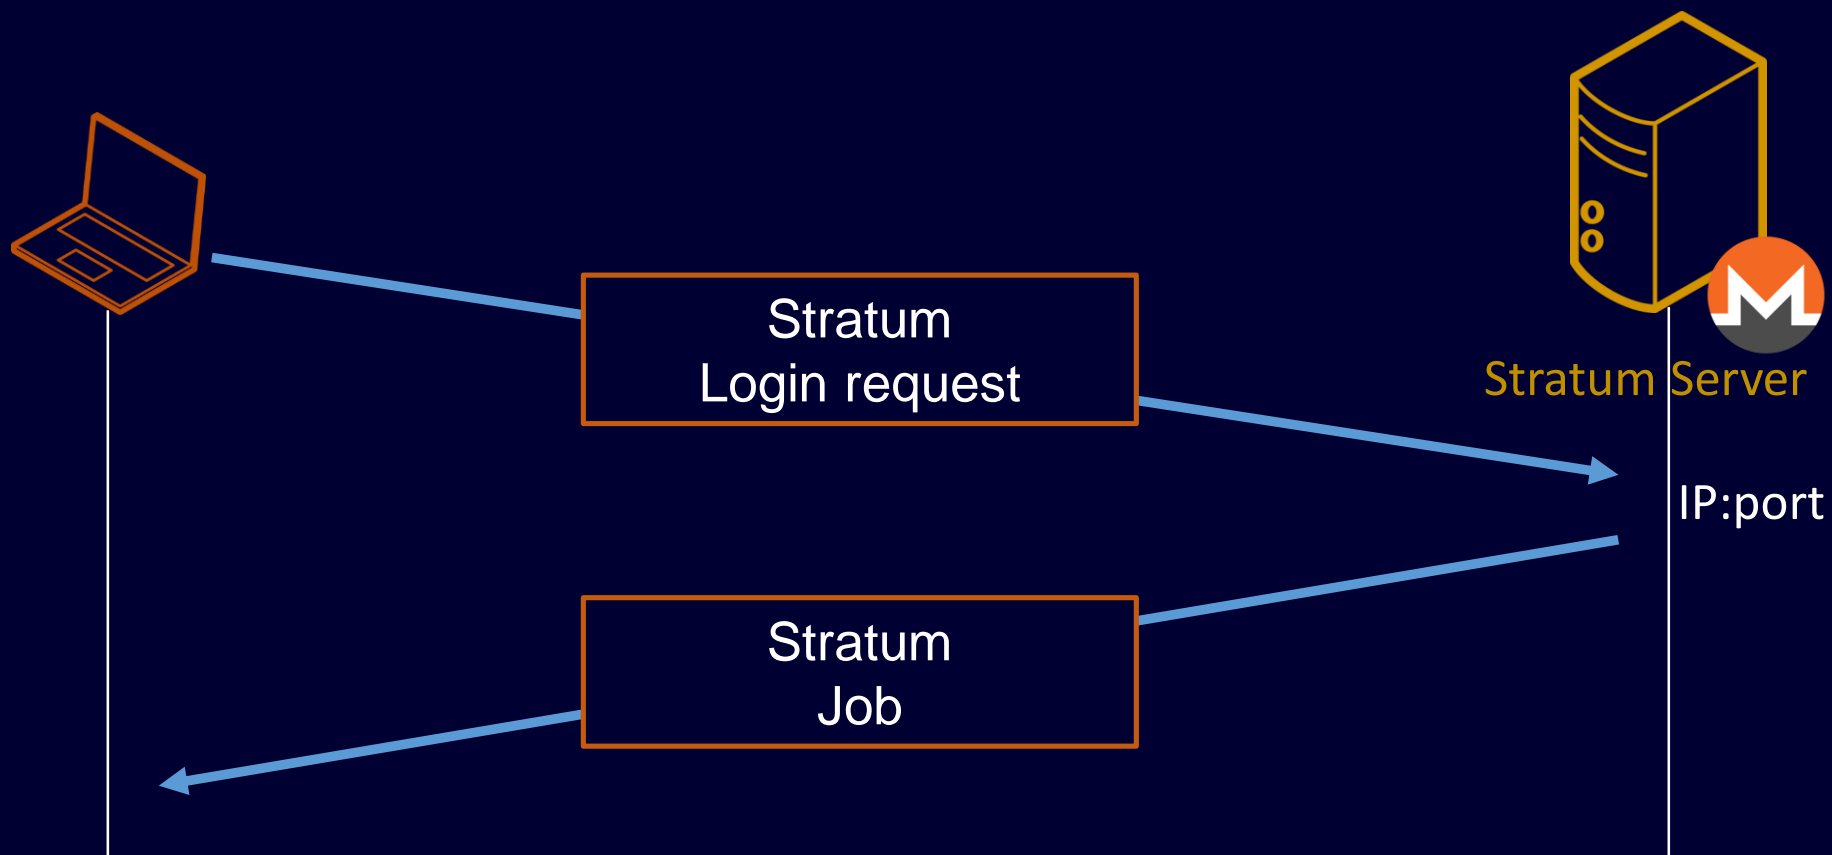 Stratum
Login request
Stratum Server
IP:port
Stratum
Job